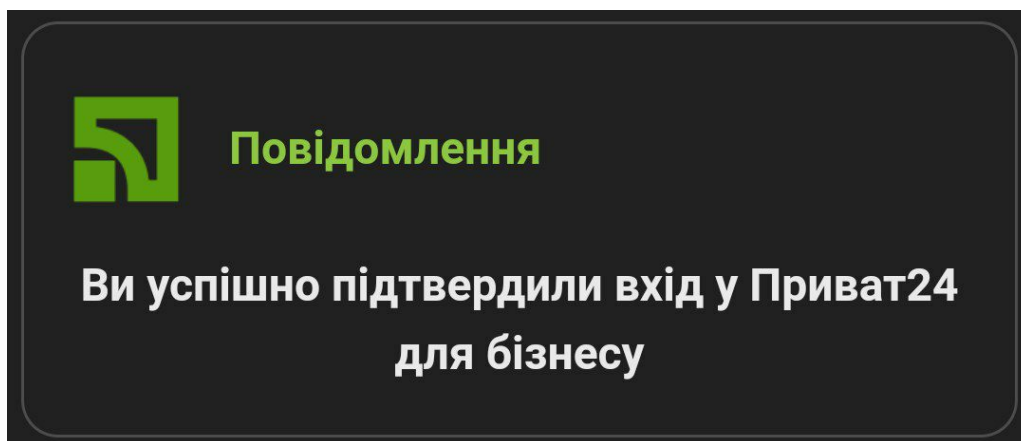 Повідомлення
Ви успішно підтвердили вхід у Приват24
для бізнесу